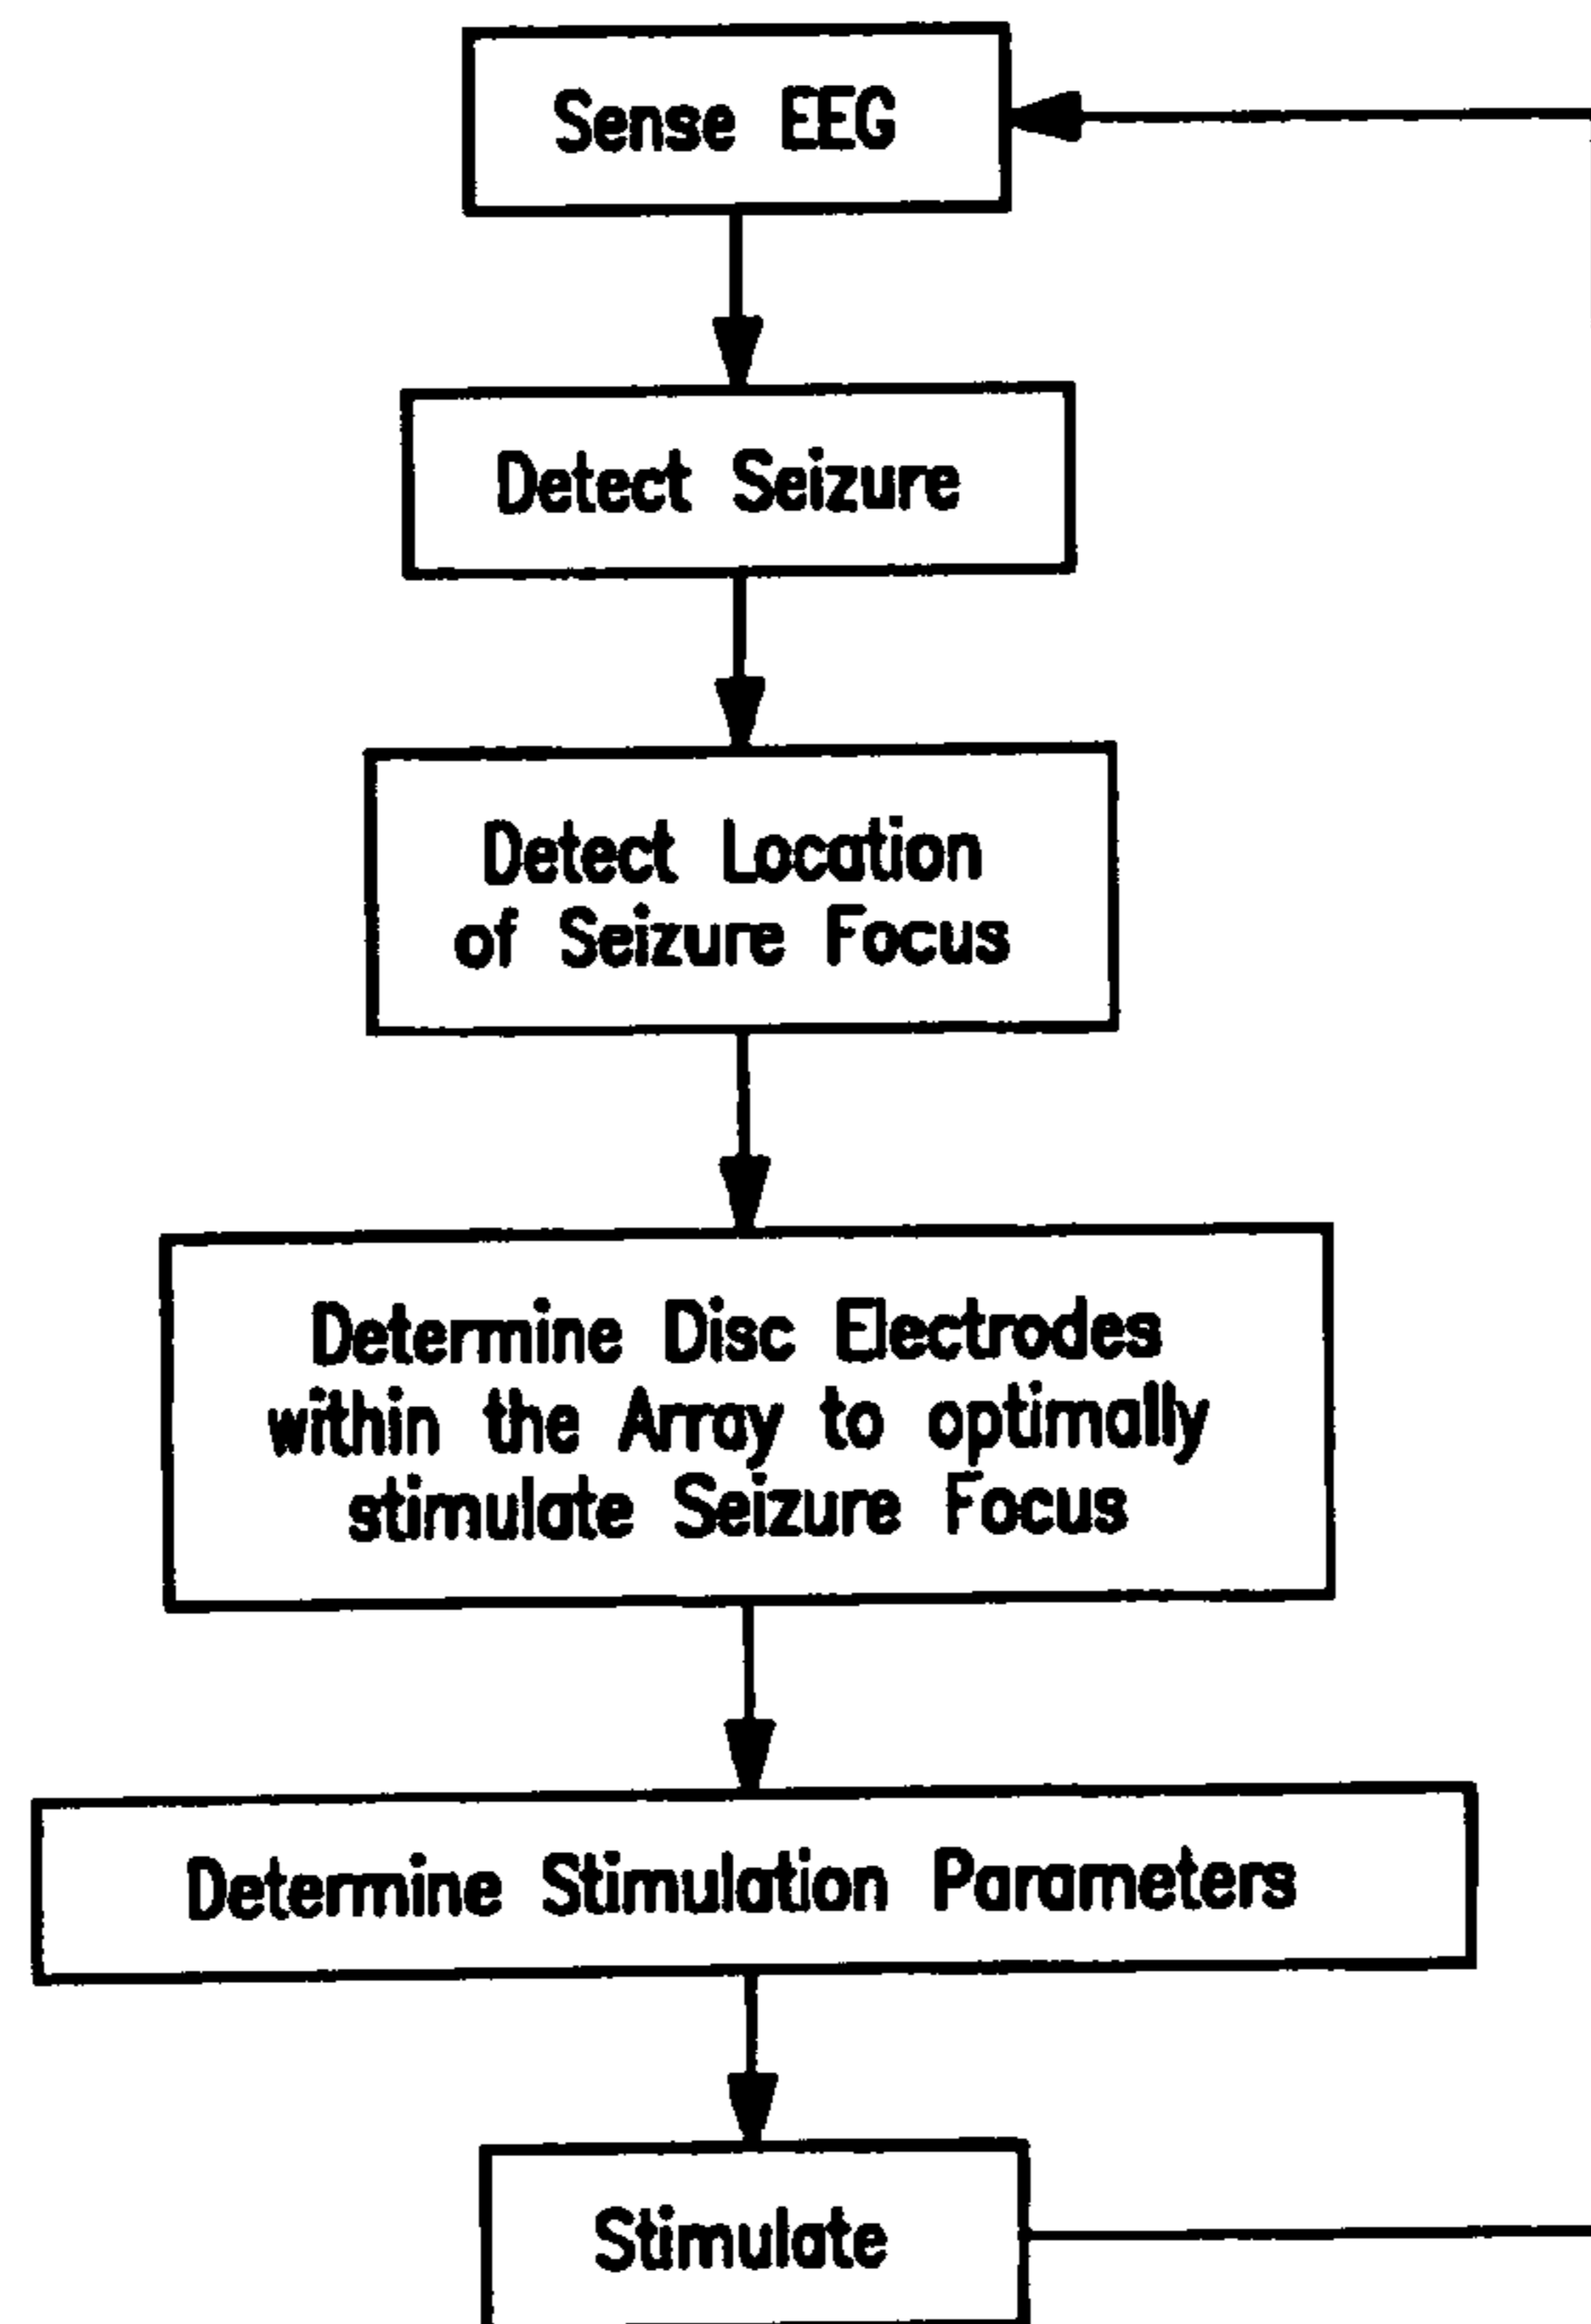 Sense EEG
Detect Seizure
Detect Location
of Seizure Focus
Determine Disc Electrodes
within the Array to optimally
stimulate Seizure Focus
Determine Stimulation Parameters
Stimulate